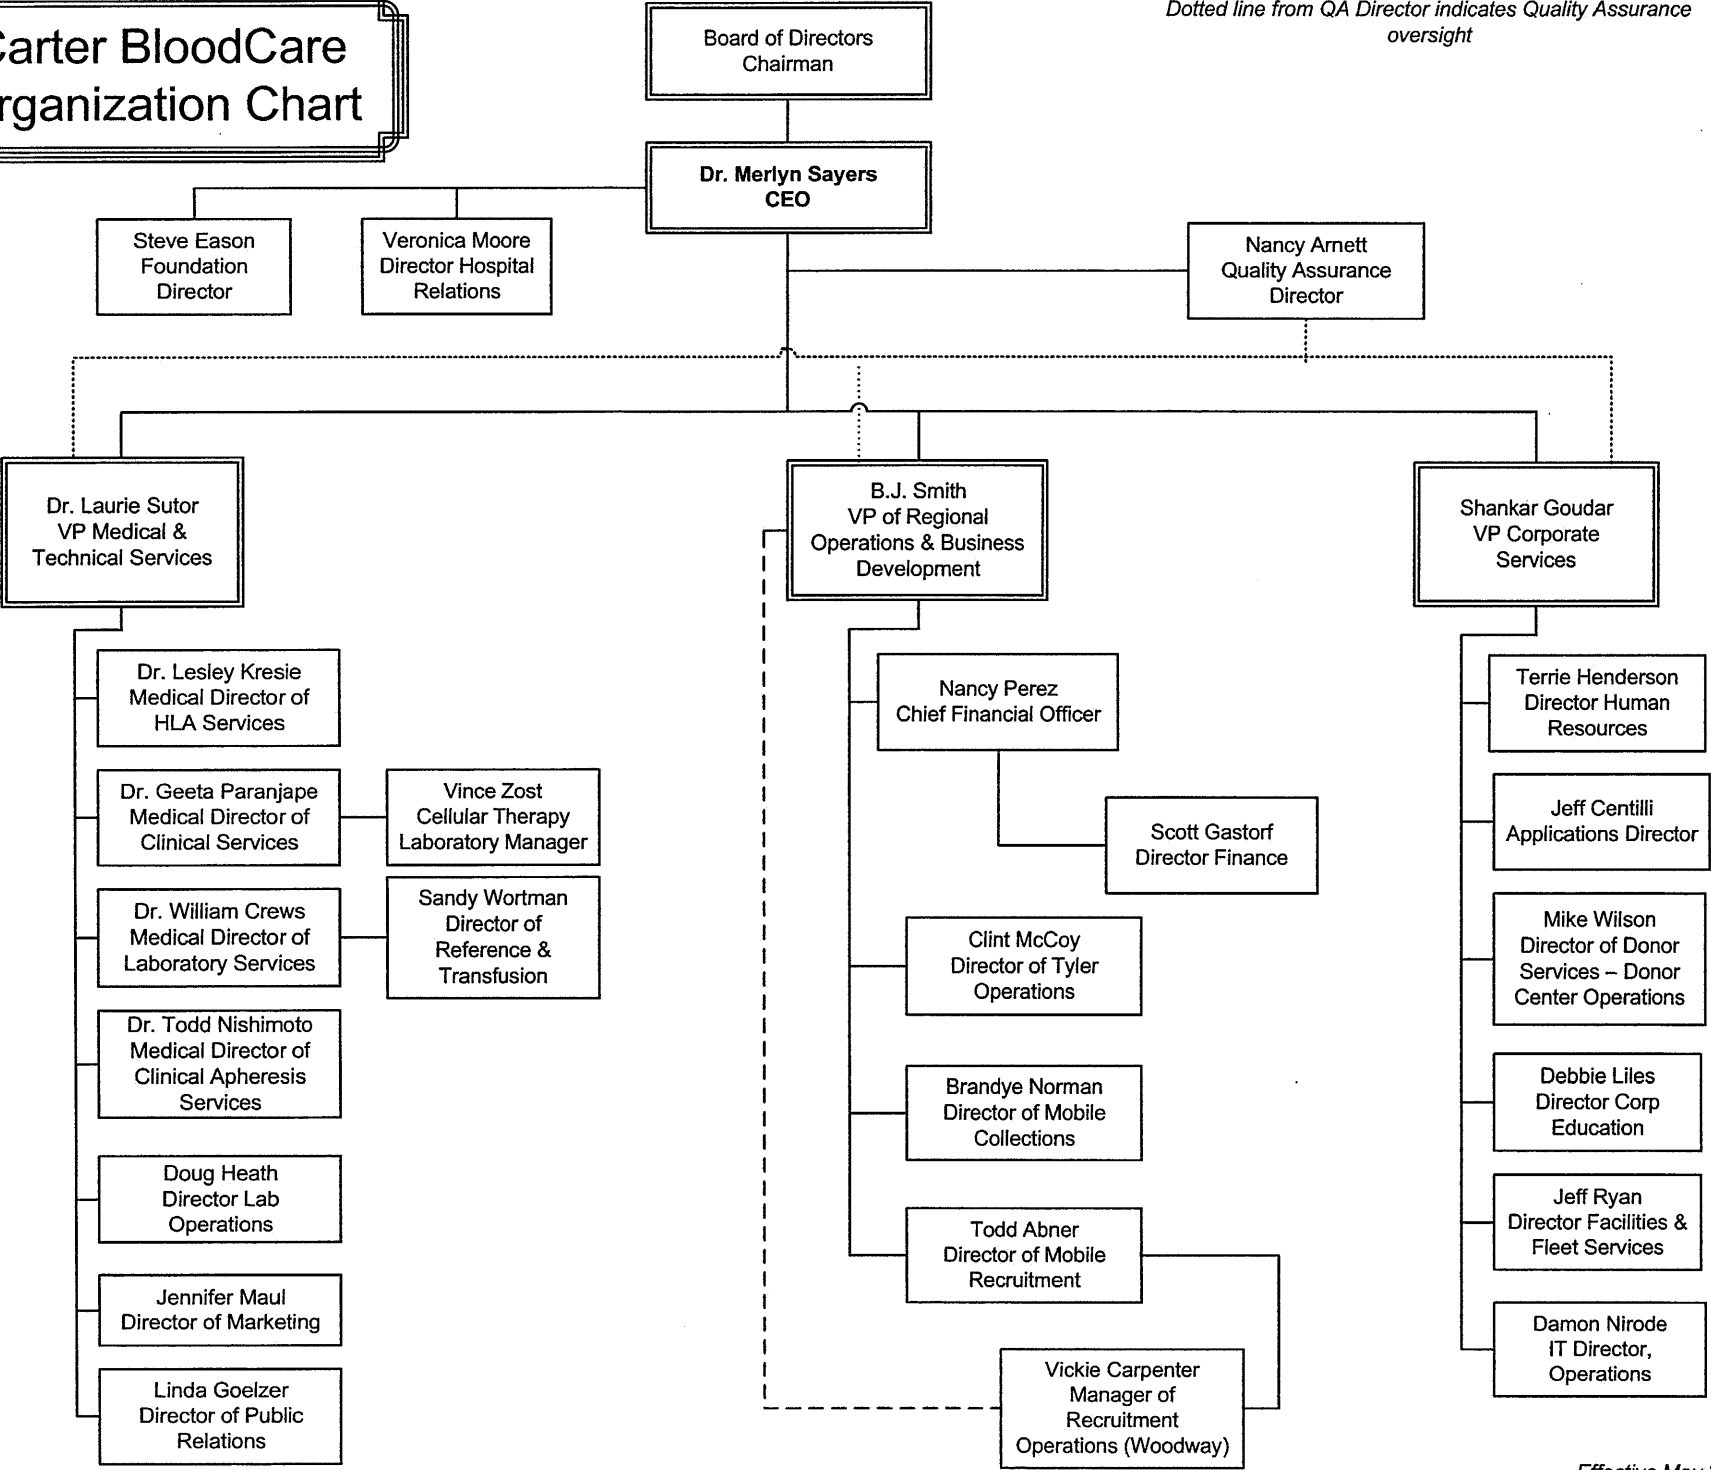 Carter BloodCare
Organization Chart
Dotted line from QA Director indicates Quality Assurance
oversight
Board of Directors
Chairman
Dr. Merlyn Sayers
CEO
Steve Eason
Foundation
Director
Veronica Moore
Director Hospital
Relations
Nancy Arnett
Quality Assurance
Director
Dr. Laurie Sutor
VP Medical &
Technical Services
B.J. Smith
VP of Regional
Operations & Business
Development
Shankar Goudar
VP Corporate
Services
Dr. Lesley Kresie
Medical Director of
HLA Services
Dr. Geeta Paranjape
Medical Director of
Clinical Services
Vince Zost
Cellular Therapy
Laboratory Manager
Dr. William Crews
Medical Director of
Laboratory Services
Sandy Wortman
Director of
Reference &
Transfusion
Dr. Todd Nishimoto
Medical Director of
Clinical Apheresis
Services
Doug Heath
Director Lab
Operations
Jennifer Maul
Director of Marketing
Linda Goelzer
Director of Public
Relations
Nancy Perez
Chief Financial Officer
Scott Gastorf
Director Finance
Clint McCoy
Director of Tyler
Operations
Brandye Norman
Director of Mobile
Collections
Todd Abner
Director of Mobile
Recruitment
Vickie Carpenter
Manager of
Recruitment
Operations (Woodway)
Terrie Henderson
Director Human
Resources
Jeff Centilli
Applications Director
Mike Wilson
Director of Donor
Services – Donor
Center Operations
Debbie Liles
Director Corp
Education
Jeff Ryan
Director Facilities &
Fleet Services
Damon Nirode
IT Director,
Operations
Effective May